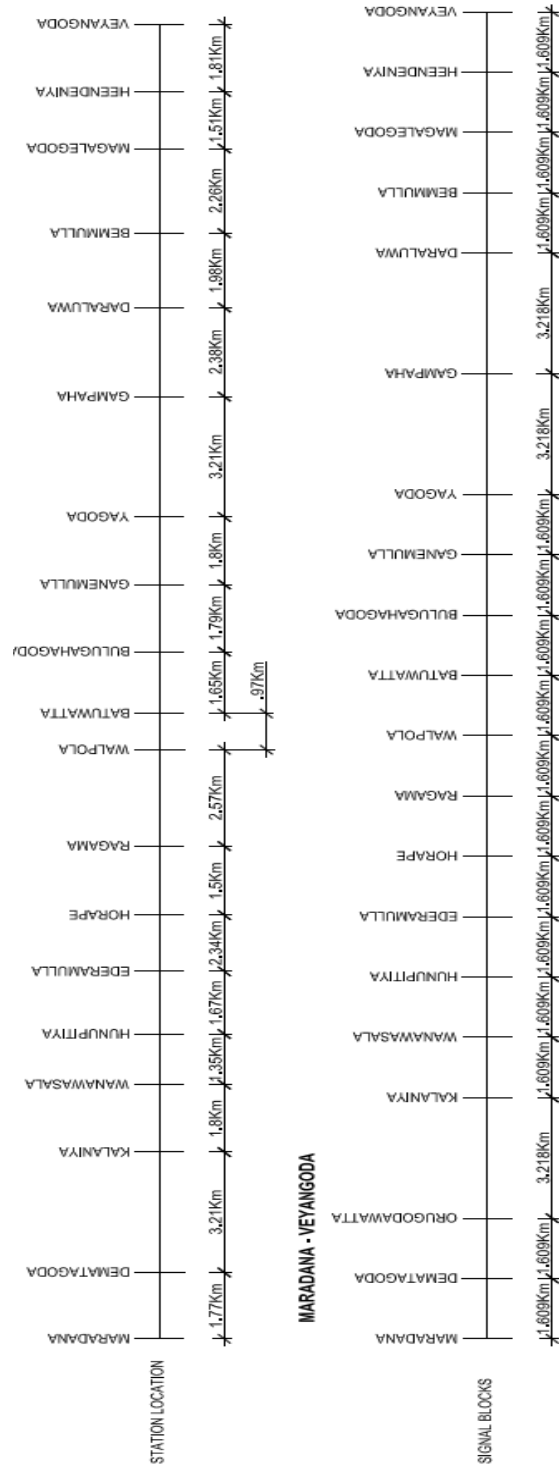 STATION LOCATION
MARADANA
DEMATAGODA
KALANIYA
WANAWASALA
HUNUPITIYA
EDERAMULLA
HORAPE
RAGAMA
WALPOLA
BATUWATTA
BULUGAHAGODA
GANEMULLA
YAGODA
GAMPAHA
DARALUWA
BEMMULLA
MAGALEGODA
HEENDENIYA
VEYANGODA
1.77Km
3.21Km
1.8Km
1.35Km
1.67Km
2.34Km
1.5Km
2.57Km
1.65Km
1.79Km
1.8Km
3.21Km
2.38Km
1.98Km
2.26Km
1.51Km
1.81Km
.97Km
MARADANA - VEYANGODA
SIGNAL BLOCKS
MARADANA
DEMATAGODA
ORUGODAWATTA
KALANIYA
WANAWASALA
HUNUPITIYA
EDERAMULLA
HORAPE
RAGAMA
WALPOLA
BATUWATTA
BULUGAHAGODA
GANEMULLA
YAGODA
GAMPAHA
DARALUWA
BEMMULLA
MAGALEGODA
HEENDENIYA
VEYANGODA
1.609Km
1.609Km
3.218Km
1.609Km
1.609Km
1.609Km
1.609Km
1.609Km
1.609Km
1.609Km
1.609Km
1.609Km
1.609Km
3.218Km
3.218Km
1.609Km
1.609Km
1.609Km
1.609Km